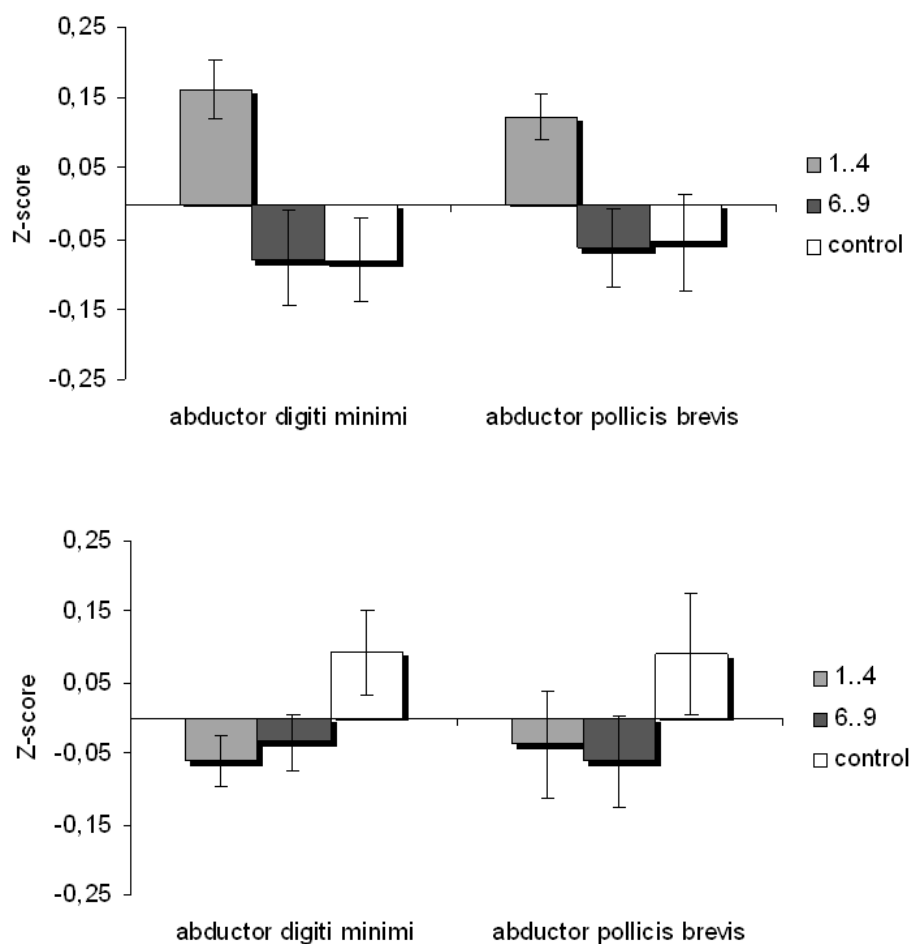 0,25
0,15
0,05
-0,05
-0,15
-0,25
Z-score
abductor digiti minimi abductor pollicis brevis
1..4
6..9
control
0,25
0,15
0,05
-0,05
-0,15
-0,25
Z-score
abductor digiti minimi abductor pollicis brevis
1..4
6..9
control